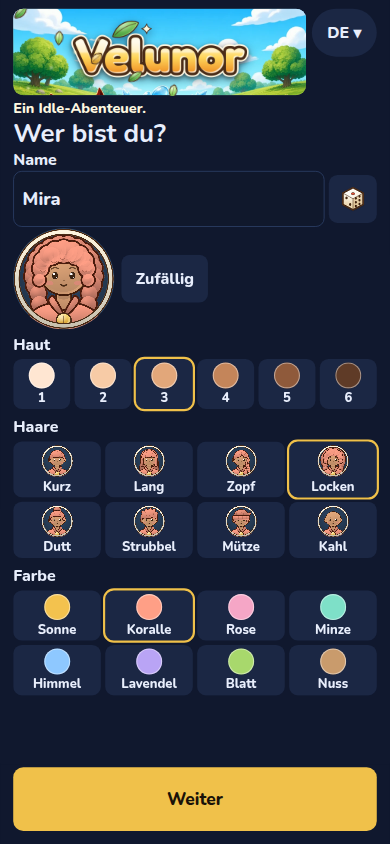 Velunor
DE ▾
Ein Idle-Abenteuer.
Wer bist du?
Name
Mira
Zufällig
Haut
1 2 3 4 5 6
Haare
Kurz Lang Zopf Locken
Dutt Strubbel Mütze Kahl
Farbe
Sonne Koralle Rose Minze
Himmel Lavendel Blatt Nuss
Weiter